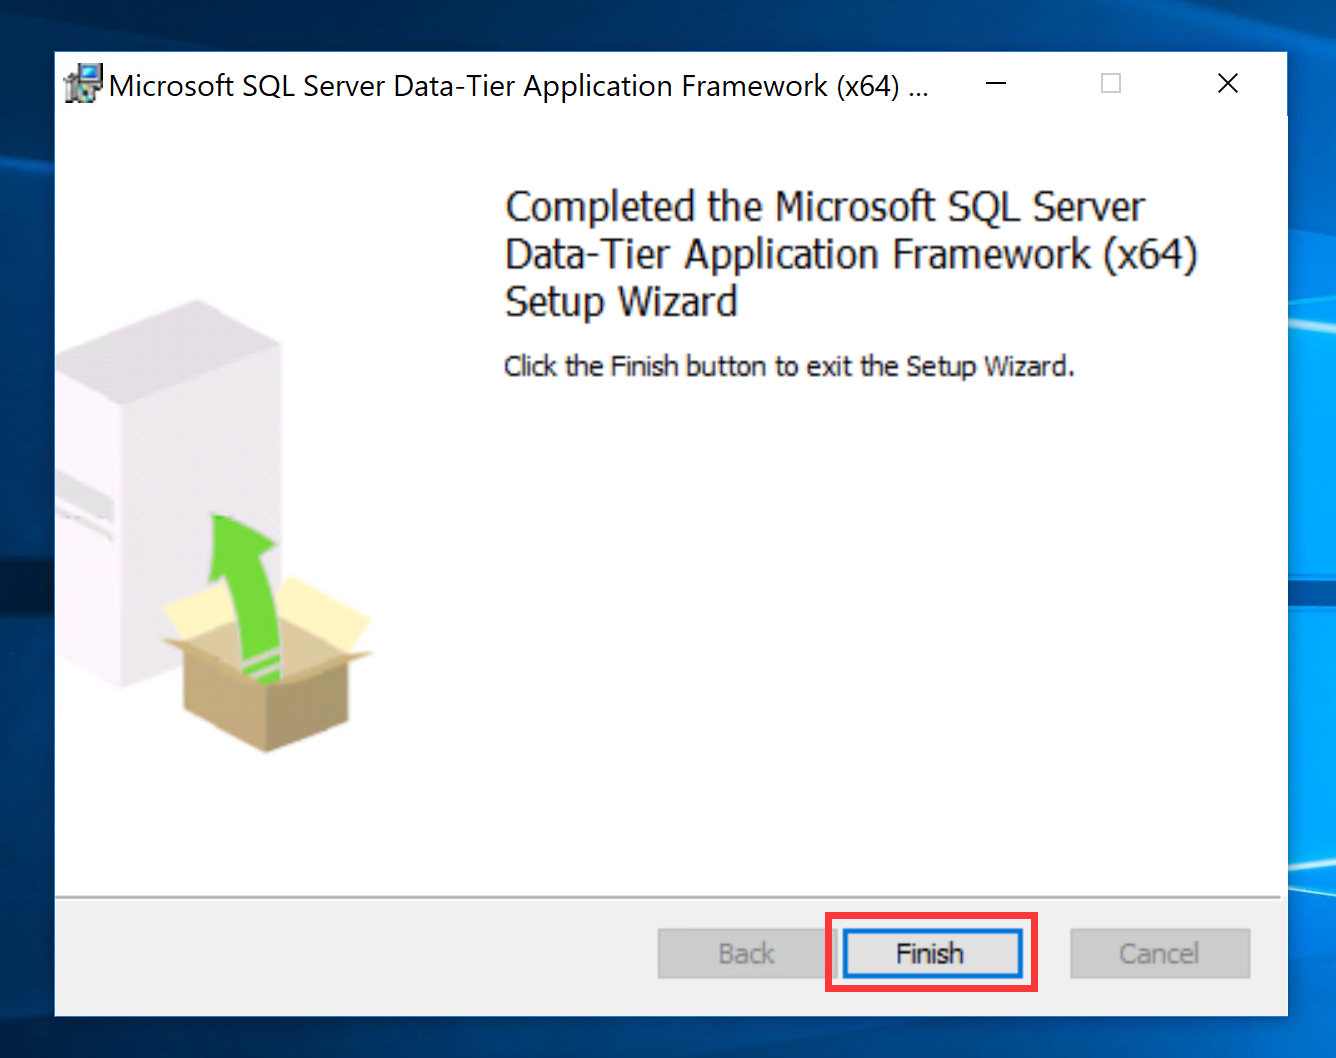 Microsoft SQL Server Data-Tier Application Framework (x64) ...
Completed the Microsoft SQL Server
Data-Tier Application Framework (x64)
Setup Wizard
Click the Finish button to exit the Setup Wizard.
Back Finish Cancel